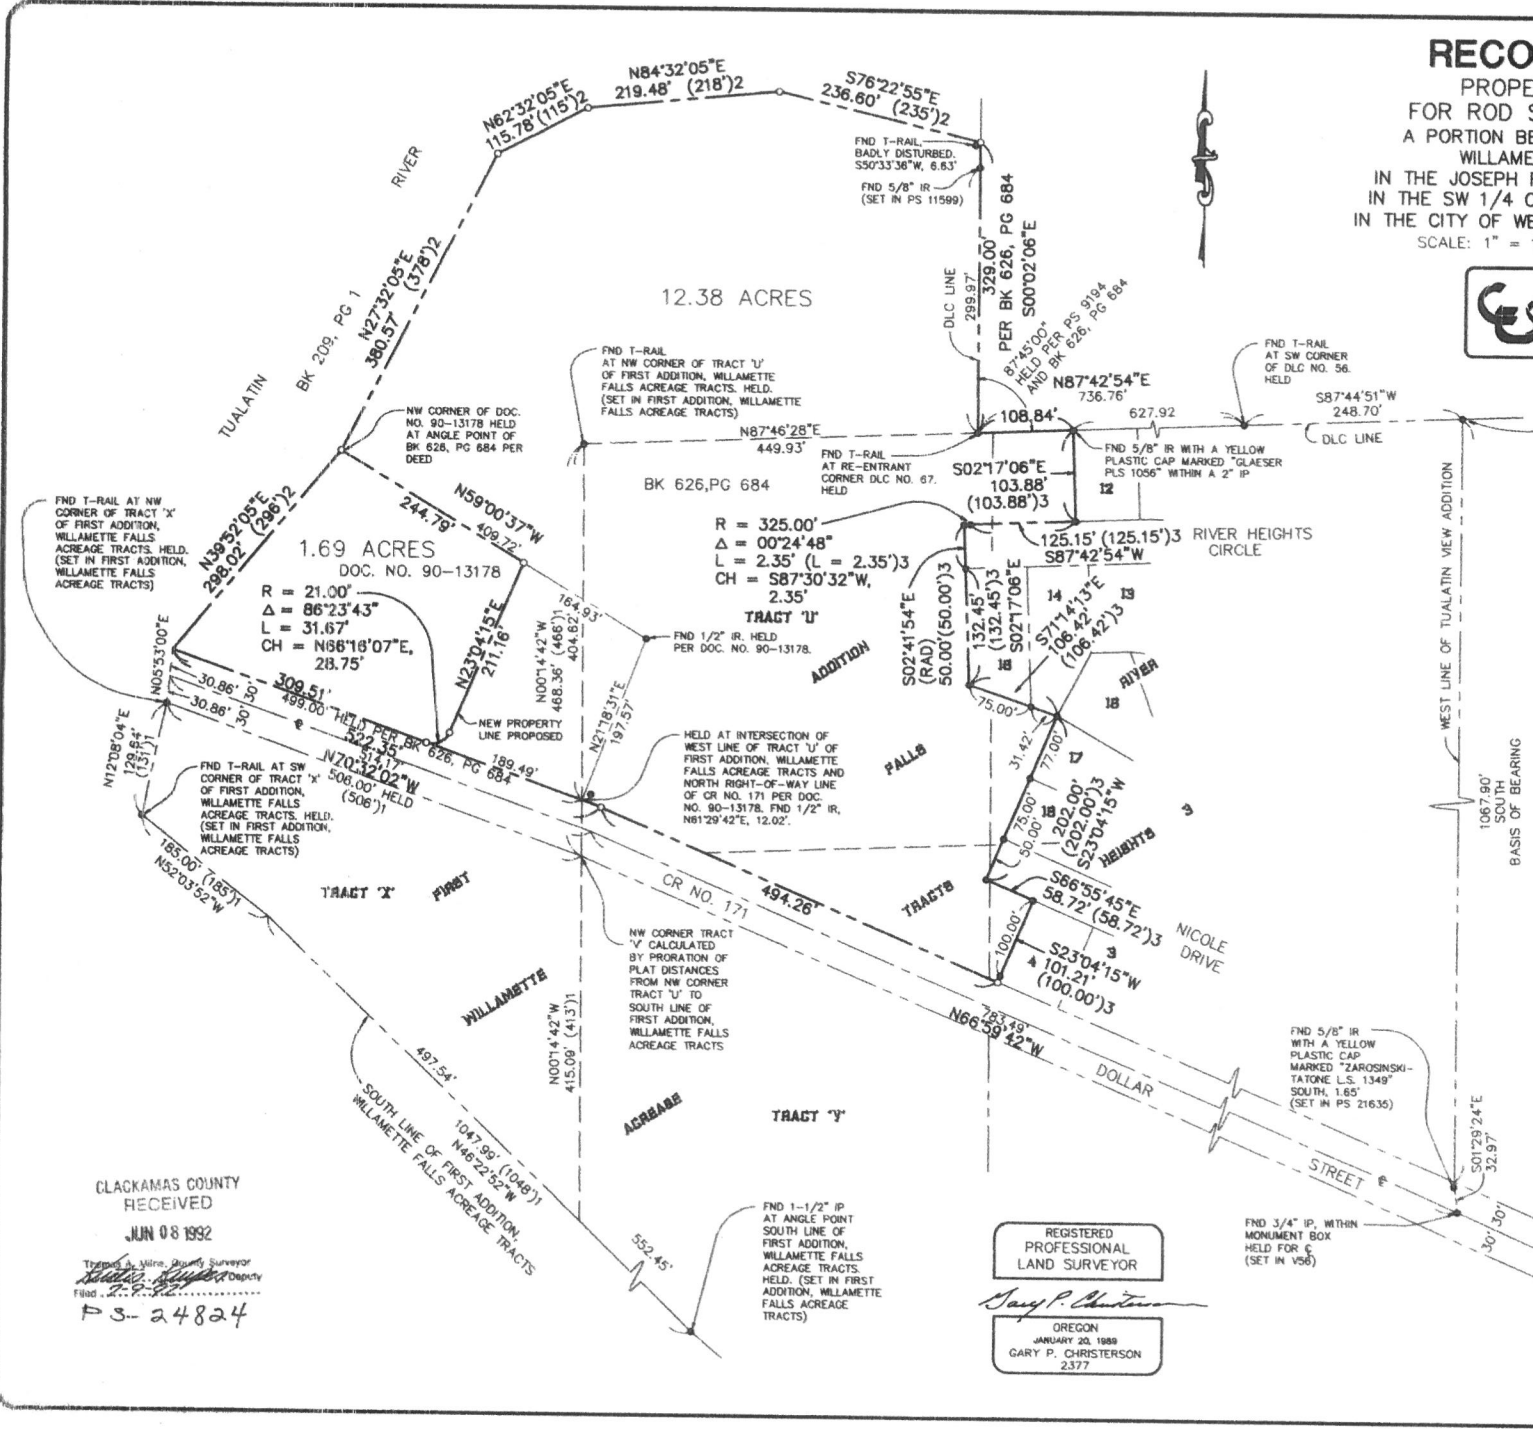 RECO
PROPE
FOR ROD S
A PORTION BE
WILLAME
IN THE JOSEPH
IN THE SW 1/4
IN THE CITY OF WE
SCALE: 1" =
N62°32'05"E
115.78' (115')2
N84°32'05"E
219.48' (218')2
S76°22'55"E
236.60' (235')2
FND T-RAIL,
BADLY DISTURBED.
S50°33'36"W, 6.63'
FND 5/8" IR
(SET IN PS 11599)
RIVER
TUALATIN
BK 209, PG 1
N27°32'05"E
380.57' (378')2
12.38 ACRES
DLC LINE
299.97'
329.00'
PER BK 626, PG 684
S00°02'06"E
87°45'00"
HELD PER PS 9194
AND BK 626, PG 684
N87°42'54"E
736.76'
108.84'
627.92
FND T-RAIL
AT SW CORNER
OF DLC NO. 56.
HELD
S87°44'51"W
248.70'
DLC LINE
FND T-RAIL
AT NW CORNER OF TRACT 'U'
OF FIRST ADDITION, WILLAMETTE
FALLS ACREAGE TRACTS. HELD.
(SET IN FIRST ADDITION, WILLAMETTE
FALLS ACREAGE TRACTS)
NW CORNER OF DOC.
NO. 90-13178 HELD
AT ANGLE POINT OF
BK 626, PG 684 PER
DEED
N87°46'28"E
449.93'
BK 626,PG 684
FND T-RAIL
AT RE-ENTRANT
CORNER DLC NO. 67.
HELD
S02°17'06"E
103.88'
(103.88')3
FND 5/8" IR WITH A YELLOW
PLASTIC CAP MARKED "GLAESER
PLS 1056" WITHIN A 2" IP
12
RIVER HEIGHTS
CIRCLE
125.15' (125.15')3
S87°42'54"W
R = 325.00'
Δ = 00°24'48"
L = 2.35' (L = 2.35')3
CH = S87°30'32"W,
2.35'
TRACT 'U'
FND T-RAIL AT NW
CORNER OF TRACT 'X'
OF FIRST ADDITION,
WILLAMETTE FALLS
ACREAGE TRACTS. HELD.
(SET IN FIRST ADDITION,
WILLAMETTE FALLS
ACREAGE TRACTS)
N39°52'05"E
298.02' (296')2
N59°00'37"W
244.79'
409.72'
1.69 ACRES
DOC. NO. 90-13178
R = 21.00'
Δ = 86°23'43"
L = 31.67'
CH = N66°16'07"E,
28.75'
N23°04'15"E
211.16'
164.93'
FND 1/2" IR. HELD
PER DOC. NO. 90-13178.
N00°14'42"W
468.36' (466')1
404.62'
N21°18'31"E
197.57'
NEW PROPERTY
LINE PROPOSED
N05°53'00"E
30.86'
30'
30.86'
30'
309.51'
499.00' HELD PER BK 626, PG 684
522.35'
514.17'
N70°32'02"W
506.00' HELD
(506')1
189.49'
N12°08'04"E
129.84'
(131')1
FND T-RAIL AT SW
CORNER OF TRACT 'X'
OF FIRST ADDITION,
WILLAMETTE FALLS
ACREAGE TRACTS. HELD.
(SET IN FIRST ADDITION,
WILLAMETTE FALLS
ACREAGE TRACTS)
HELD AT INTERSECTION OF
WEST LINE OF TRACT 'U' OF
FIRST ADDITION, WILLAMETTE
FALLS ACREAGE TRACTS AND
NORTH RIGHT-OF-WAY LINE
OF CR NO. 171 PER DOC.
NO. 90-13178. FND 1/2" IR,
N61°29'42"E, 12.02'.
ADDITION
S02°41'54"E
(RAD)
50.00' (50.00')3
132.45'
(132.45')3
S02°17'06"E
14
13
S71°14'13"E
106.42'
(106.42')3
75.00'
RIVER
16
17
31.42'
77.00'
75.00'
50.00'
202.00'
(202.00')3
S23°04'15"W
HEIGHTS
FALLS
TRACTS
S66°55'45"E
58.72' (58.72')3
100.00'
3
4
S23°04'15"W
101.21'
(100.00')3
NICOLE
DRIVE
WEST LINE OF TUALATIN VIEW ADDITION
1067.90'
SOUTH
BASIS OF BEARING
185.00' (185')1
N52°03'52"W
TRACT 'X'
FIRST
CR NO. 171
494.26'
NW CORNER TRACT
'V' CALCULATED
BY PRORATION OF
PLAT DISTANCES
FROM NW CORNER
TRACT 'U' TO
SOUTH LINE OF
FIRST ADDITION,
WILLAMETTE FALLS
ACREAGE TRACTS
WILLAMETTE
N00°14'42"W
415.09' (413')1
497.54'
SOUTH LINE OF FIRST ADDITION,
WILLAMETTE FALLS ACREAGE TRACTS
1047.99' (1048')1
N46°22'52"W
552.45'
ACREAGE
TRACT 'Y'
783.49'
N66°59'42"W
DOLLAR
STREET
FND 5/8" IR
WITH A YELLOW
PLASTIC CAP
MARKED "ZAROSINSKI-
TATONE L.S. 1349"
SOUTH, 1.65'
(SET IN PS 21635)
S01°29'24"E
32.97'
30'
30'
FND 3/4" IP, WITHIN
MONUMENT BOX
HELD FOR ℄
(SET IN V56)
FND 1-1/2" IP
AT ANGLE POINT
SOUTH LINE OF
FIRST ADDITION,
WILLAMETTE FALLS
ACREAGE TRACTS.
HELD. (SET IN FIRST
ADDITION, WILLAMETTE
FALLS ACREAGE
TRACTS)
CLACKAMAS COUNTY
RECEIVED
JUN 08 1992
Thomas A. Milne, County Surveyor
Deputy
Filed
PS-24824
REGISTERED
PROFESSIONAL
LAND SURVEYOR
Gary P. Christerson
OREGON
JANUARY 20, 1989
GARY P. CHRISTERSON
2377